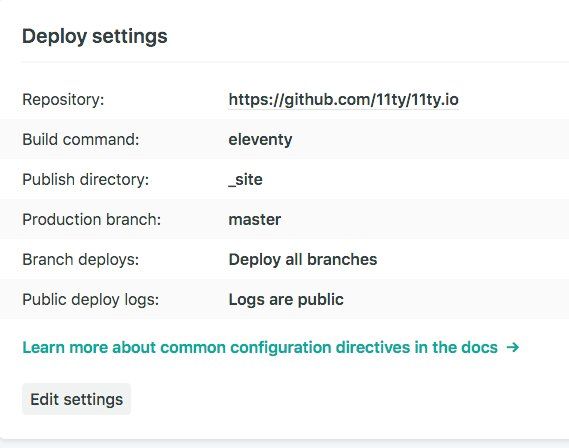 Deploy settings
Repository: https://github.com/11ty/11ty.io
Build command: eleventy
Publish directory: _site
Production branch: master
Branch deploys: Deploy all branches
Public deploy logs: Logs are public
Learn more about common configuration directives in the docs →
Edit settings